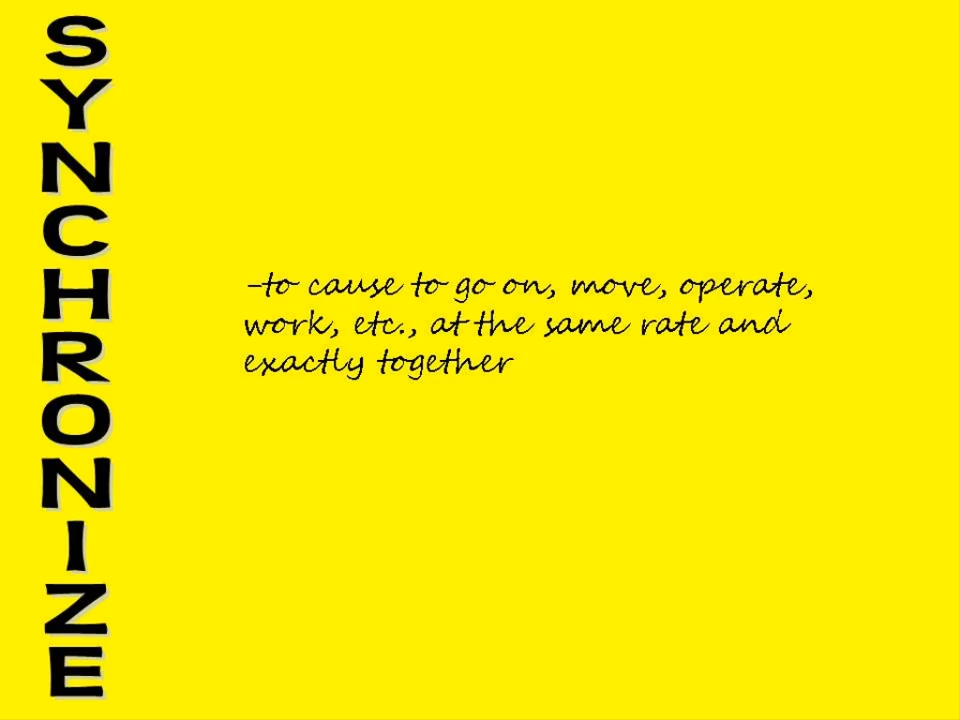 SYNCHRONIZE
-to cause to go on, move, operate,
work, etc., at the same rate and
exactly together